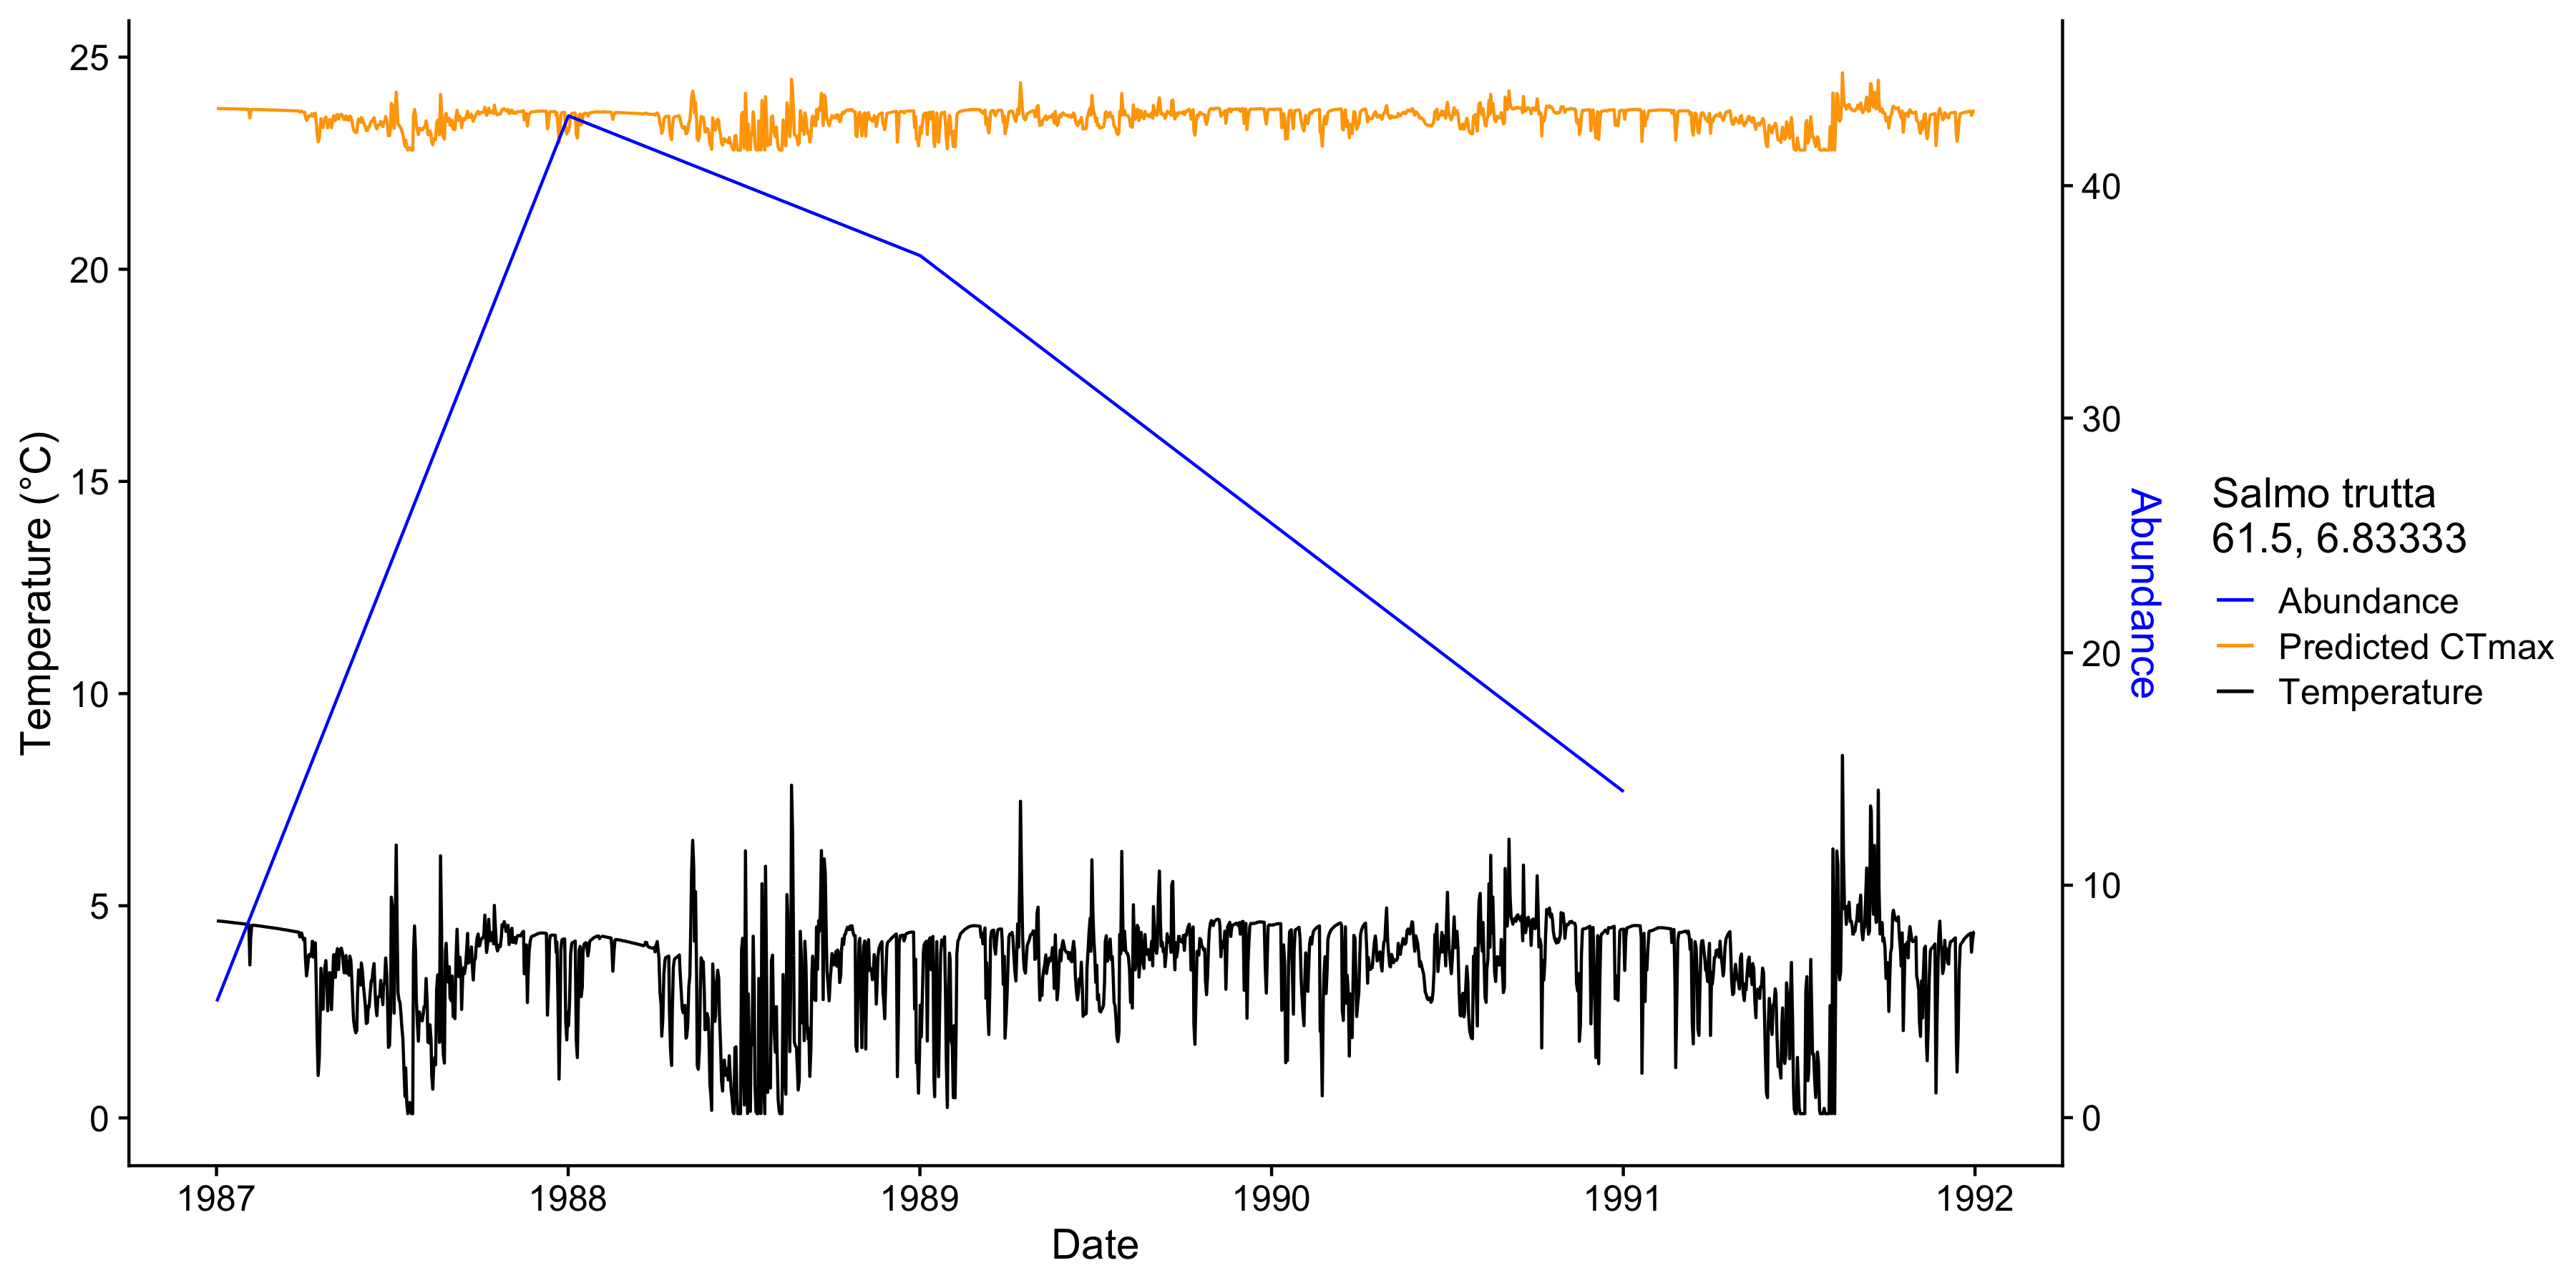 25
20
15
10
5
0
Temperature (°C)
1987
1988
1989
1990
1991
1992
Date
40
30
20
10
0
Abundance
Salmo trutta
61.5, 6.83333
Abundance
Predicted CTmax
Temperature